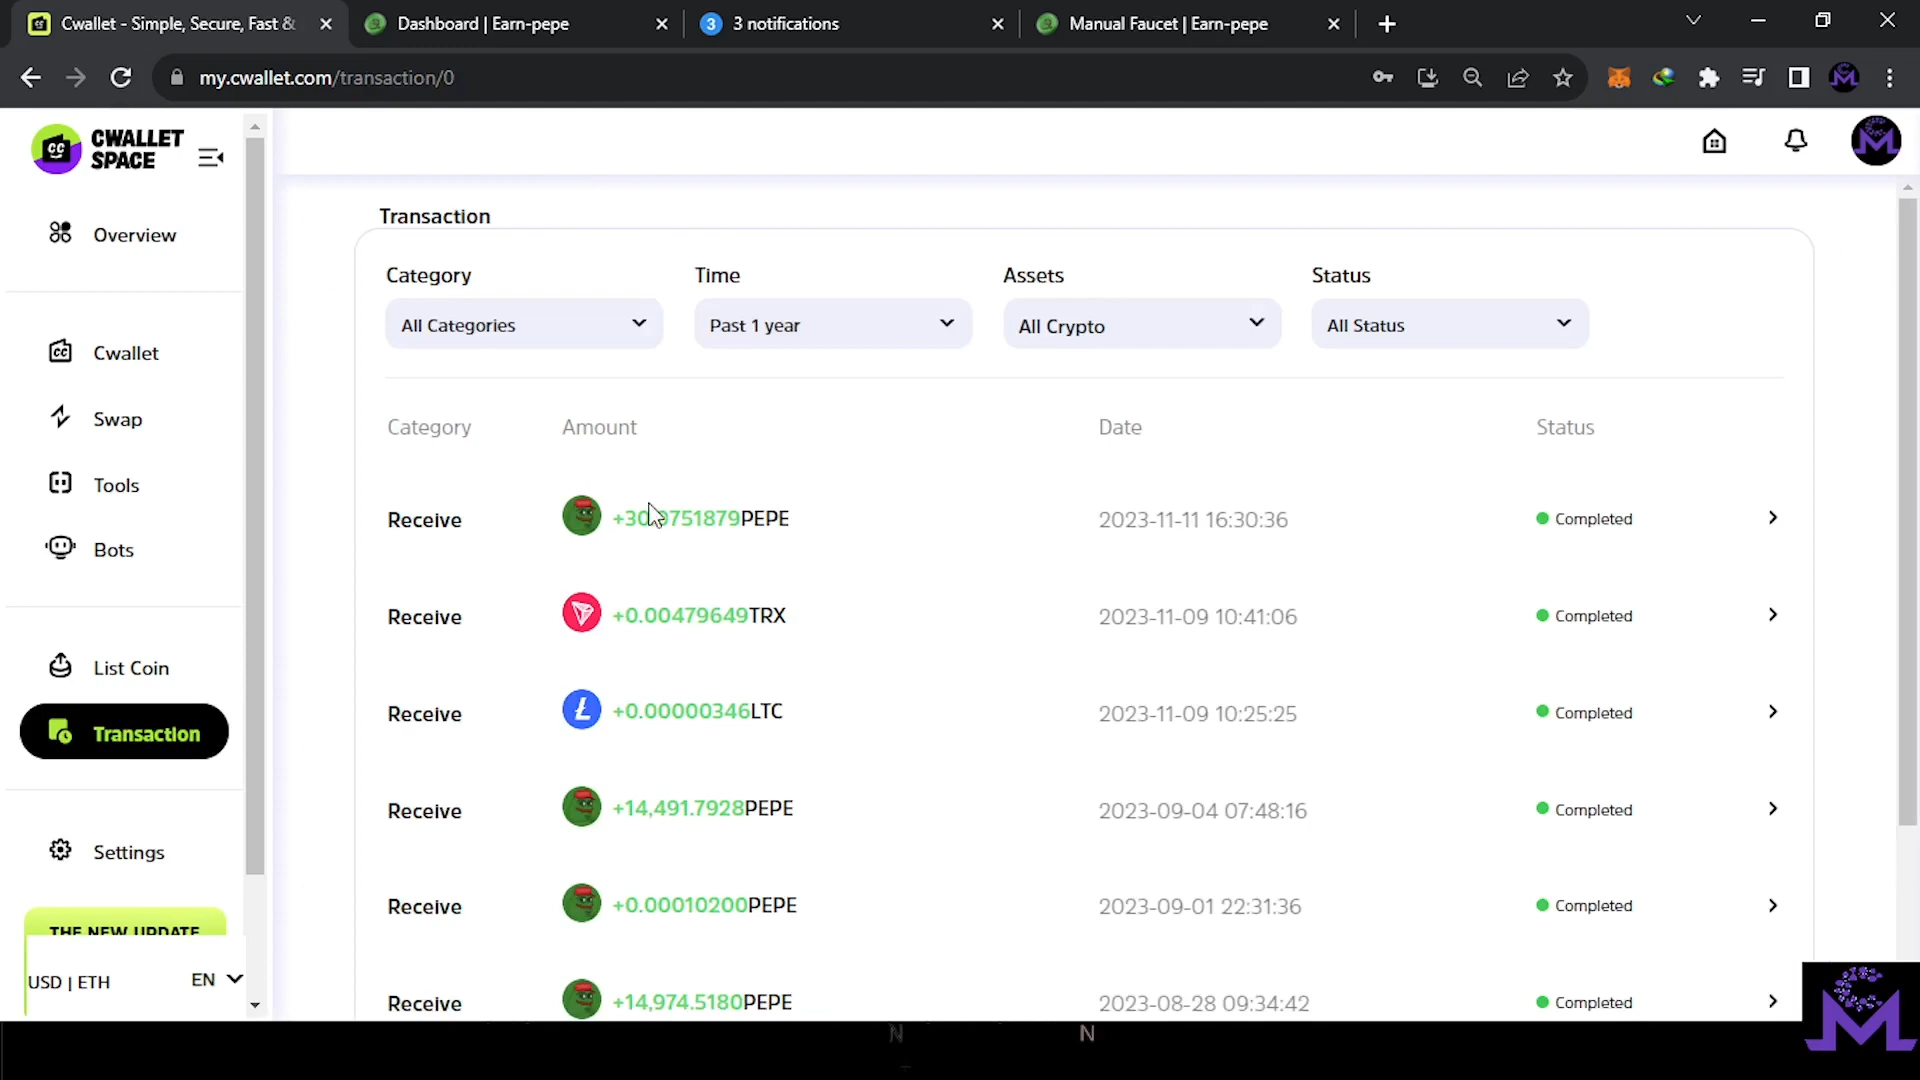 Cwallet - Simple, Secure, Fast &
Dashboard | Earn-pepe
3 3 notifications
Manual Faucet | Earn-pepe
my.cwallet.com/transaction/0
CWALLET
SPACE
Overview
Cwallet
Swap
Tools
Bots
List Coin
Transaction
Settings
THE NEW UPDATE
USD | ETH EN
Transaction
Category Time Assets Status
All Categories Past 1 year All Crypto All Status
Category Amount Date Status
Receive PEPE 2023-11-11 16:30:36 Completed
Receive +0.00479649TRX 2023-11-09 10:41:06 Completed
Receive +0.00000346LTC 2023-11-09 10:25:25 Completed
Receive +14,491.7928PEPE 2023-09-04 07:48:16 Completed
Receive +0.00010200PEPE 2023-09-01 22:31:36 Completed
Receive +14,974.5180PEPE 2023-08-28 09:34:42 Completed
N N